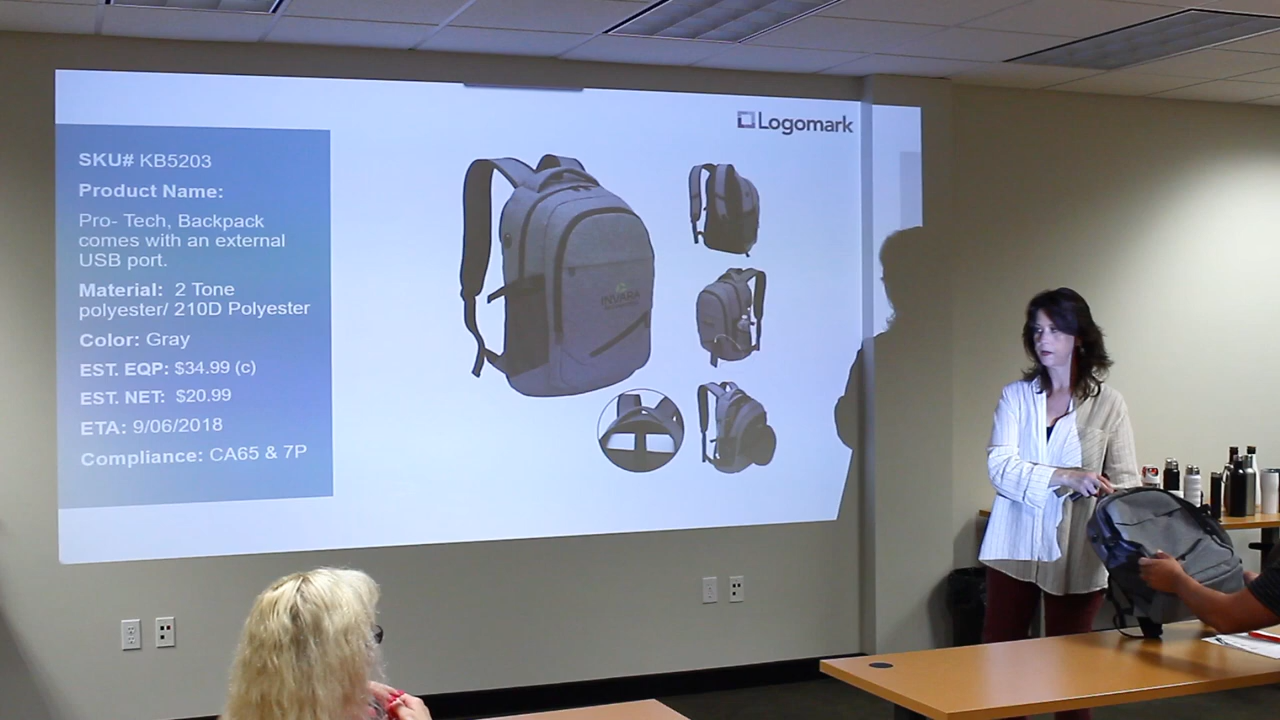 Logomark
SKU# KB5203
Product Name:
Pro- Tech, Backpack
comes with an external
USB port.
Material: 2 Tone
polyester/ 210D Polyester
Color: Gray
EST. EQP: $34.99 (c)
EST. NET: $20.99
ETA: 9/06/2018
Compliance: CA65 & 7P
INVARA